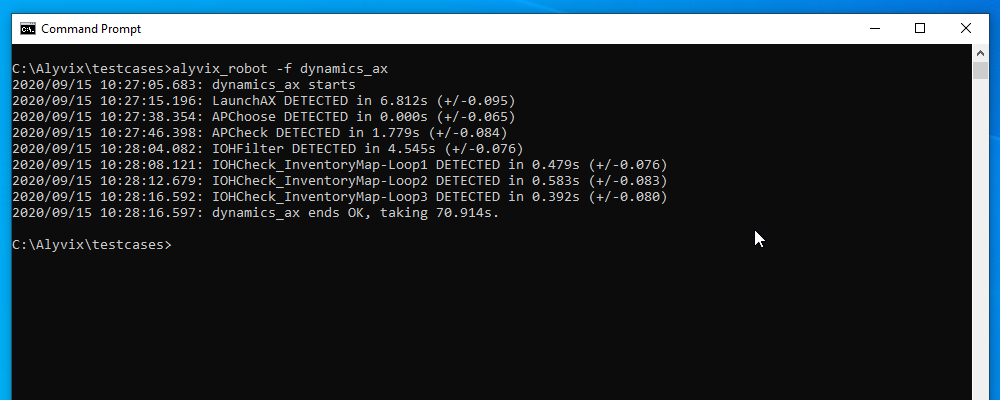 Command Prompt
C:\Alyvix\testcases>alyvix_robot -f dynamics_ax
2020/09/15 10:27:05.683: dynamics_ax starts
2020/09/15 10:27:15.196: LaunchAX DETECTED in 6.812s (+/-0.095)
2020/09/15 10:27:38.354: APChoose DETECTED in 0.000s (+/-0.065)
2020/09/15 10:27:46.398: APCheck DETECTED in 1.779s (+/-0.084)
2020/09/15 10:28:04.082: IOHFilter DETECTED in 4.545s (+/-0.076)
2020/09/15 10:28:08.121: IOHCheck_InventoryMap-Loop1 DETECTED in 0.479s (+/-0.076)
2020/09/15 10:28:12.679: IOHCheck_InventoryMap-Loop2 DETECTED in 0.583s (+/-0.083)
2020/09/15 10:28:16.592: IOHCheck_InventoryMap-Loop3 DETECTED in 0.392s (+/-0.080)
2020/09/15 10:28:16.597: dynamics_ax ends OK, taking 70.914s.
C:\Alyvix\testcases>